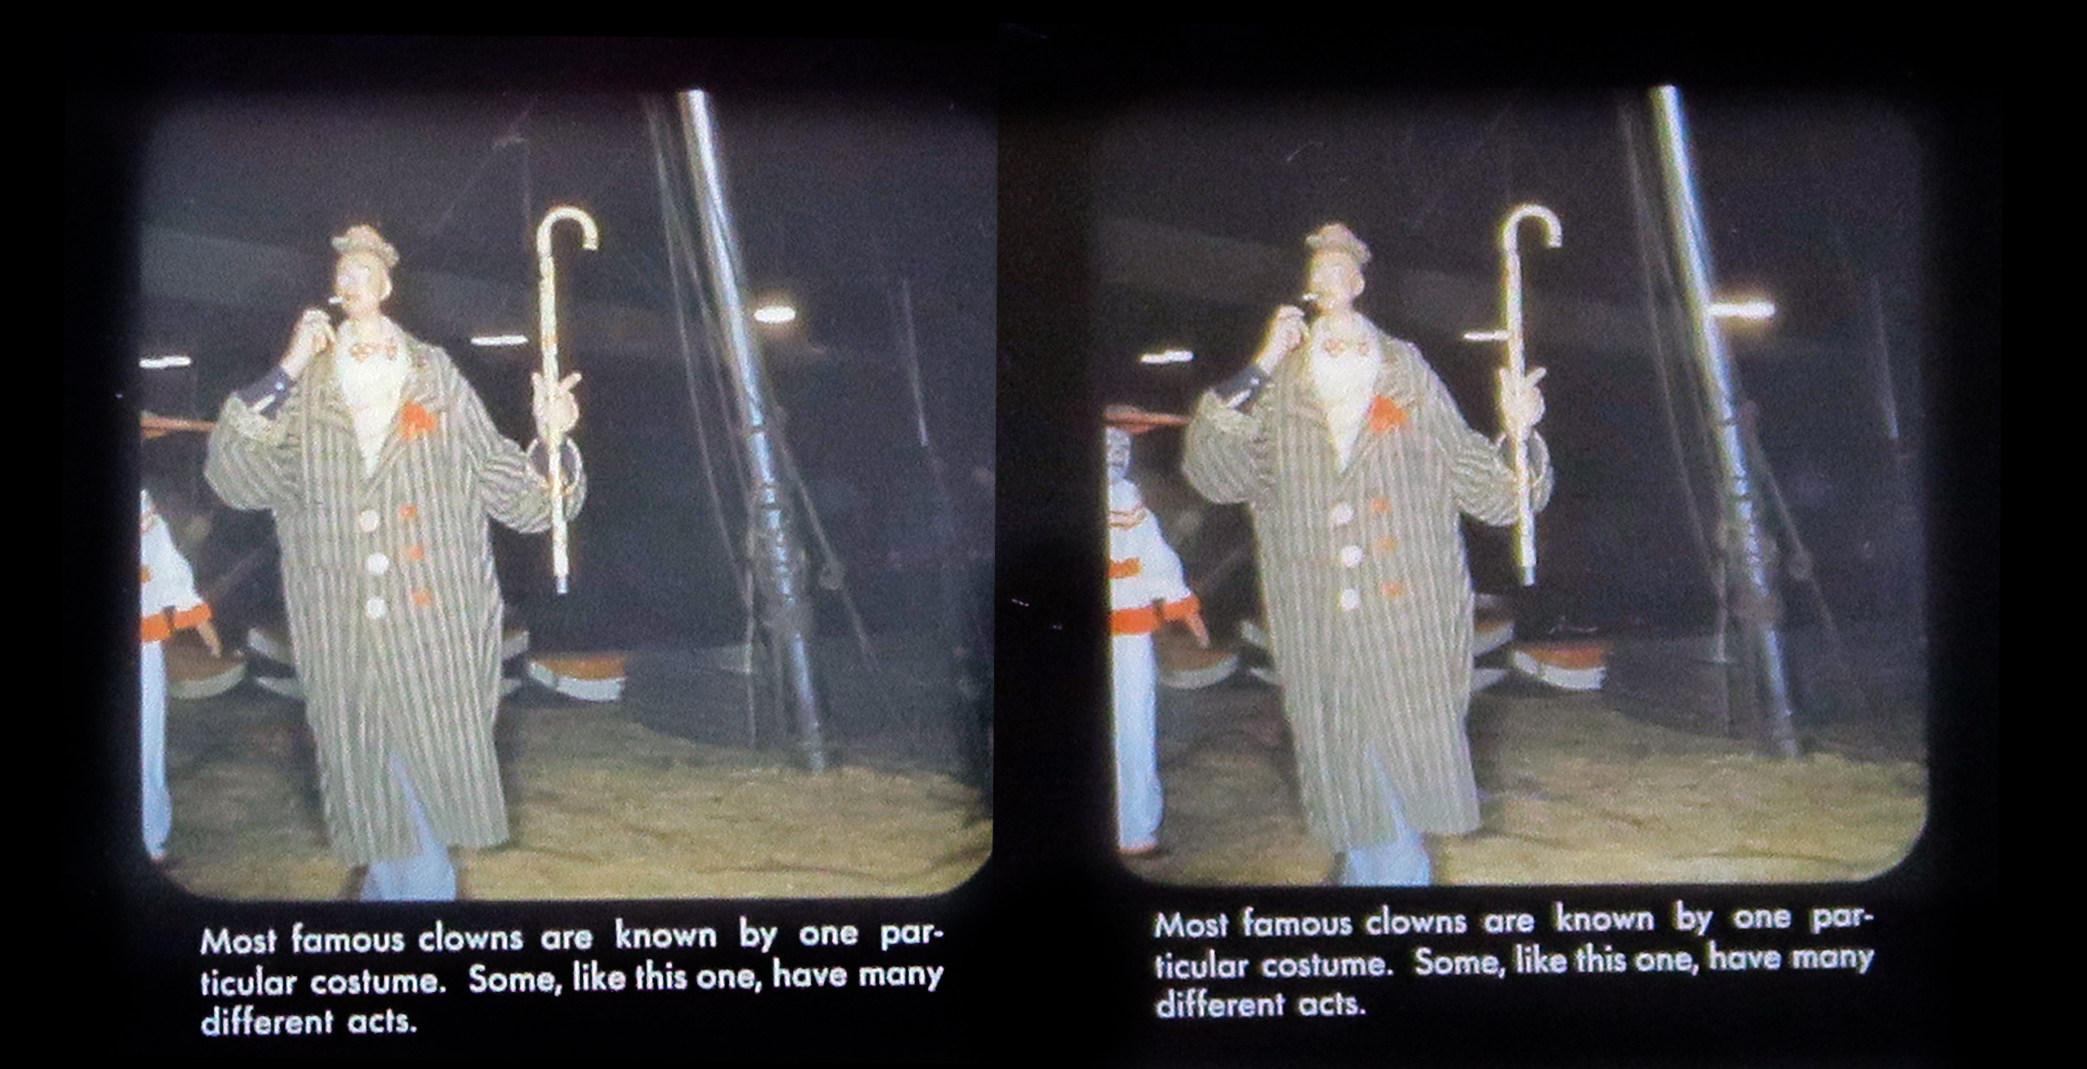 Most famous clowns are known by one par-
ticular costume. Some, like this one, have many
different acts.
Most famous clowns are known by one par-
ticular costume. Some, like this one, have many
different acts.